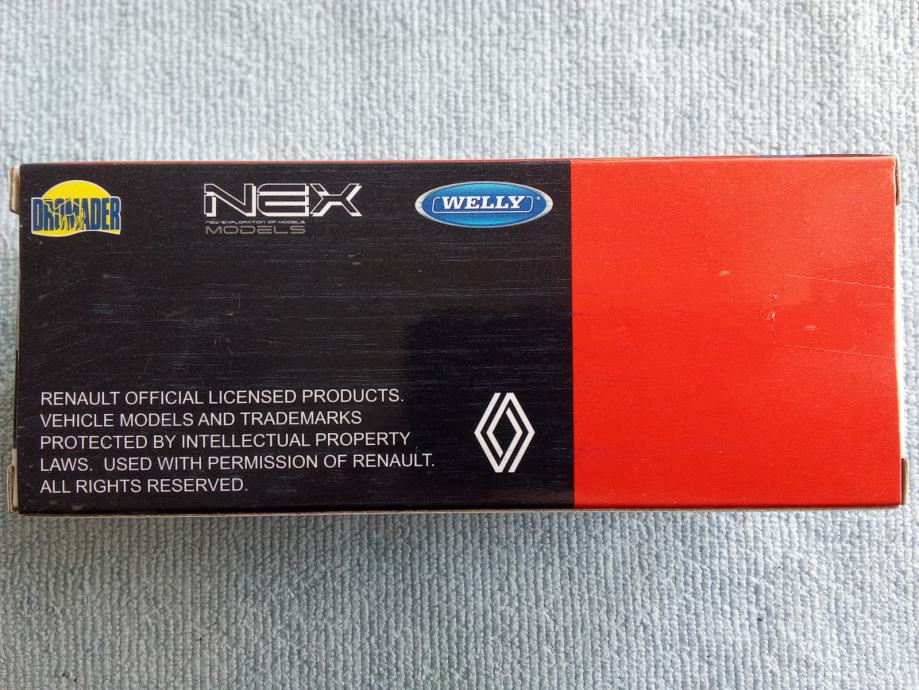 DROMADER
NEX
NEW EXPLORATION OF MODELS
MODELS
WELLY
RENAULT OFFICIAL LICENSED PRODUCTS.
VEHICLE MODELS AND TRADEMARKS
PROTECTED BY INTELLECTUAL PROPERTY
LAWS. USED WITH PERMISSION OF RENAULT.
ALL RIGHTS RESERVED.